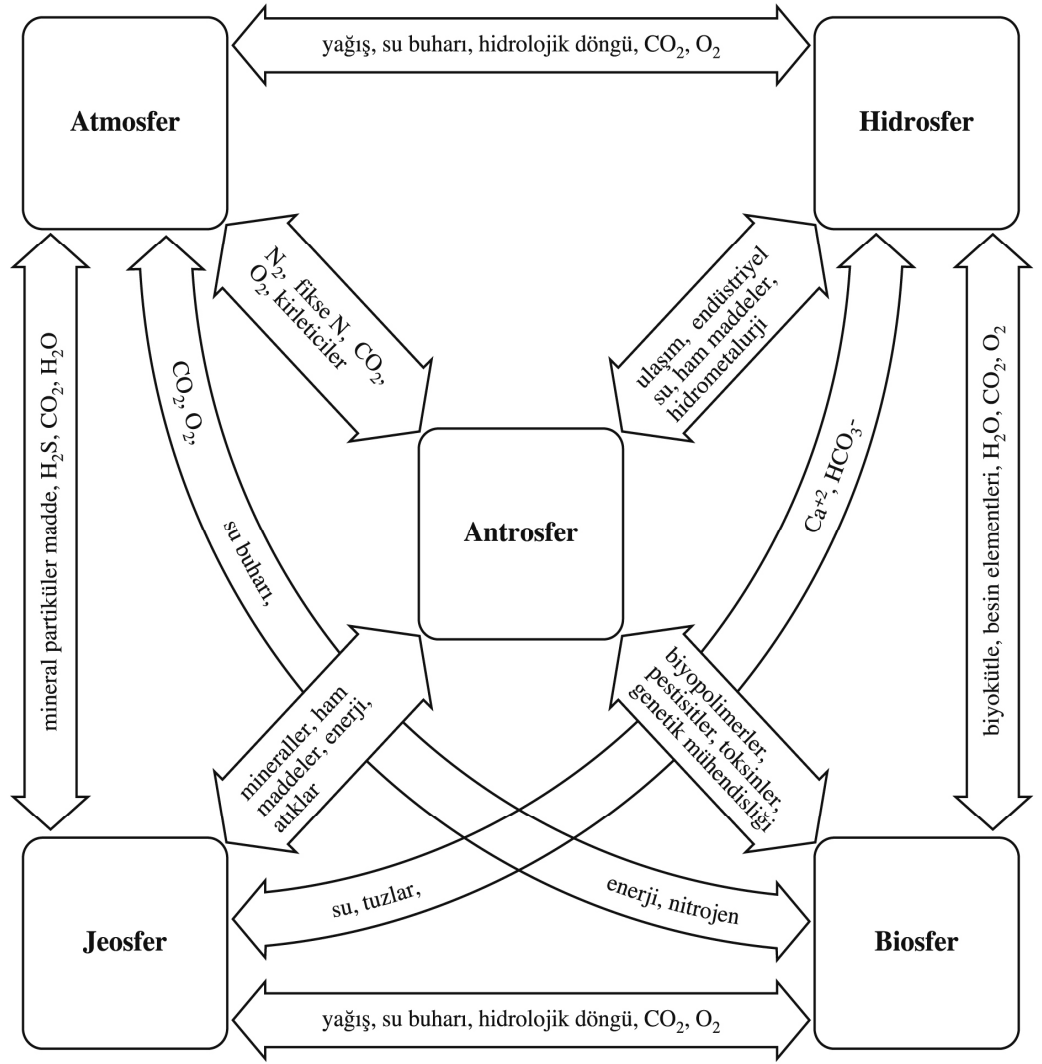 yağış, su buharı, hidrolojik döngü, CO₂, O₂
Atmosfer
Hidrosfer
N₂, fikse N, CO₂,
O₂, kirleticiler
ulaşım, endüstriyel
su, ham maddeler,
hidrometalurji
mineral partiküler madde, H₂S, CO₂, H₂O
CO₂, O₂,
su buharı,
enerji, nitrojen
Antrosfer
Ca⁺², HCO₃⁻
su, tuzlar,
biyokütle, besin elementleri, H₂O, CO₂, O₂
mineraller, ham
maddeler, enerji,
atıklar
biyopolimerler,
pestisitler, toksinler,
genetik mühendisliği
Jeosfer
Biosfer
yağış, su buharı, hidrolojik döngü, CO₂, O₂